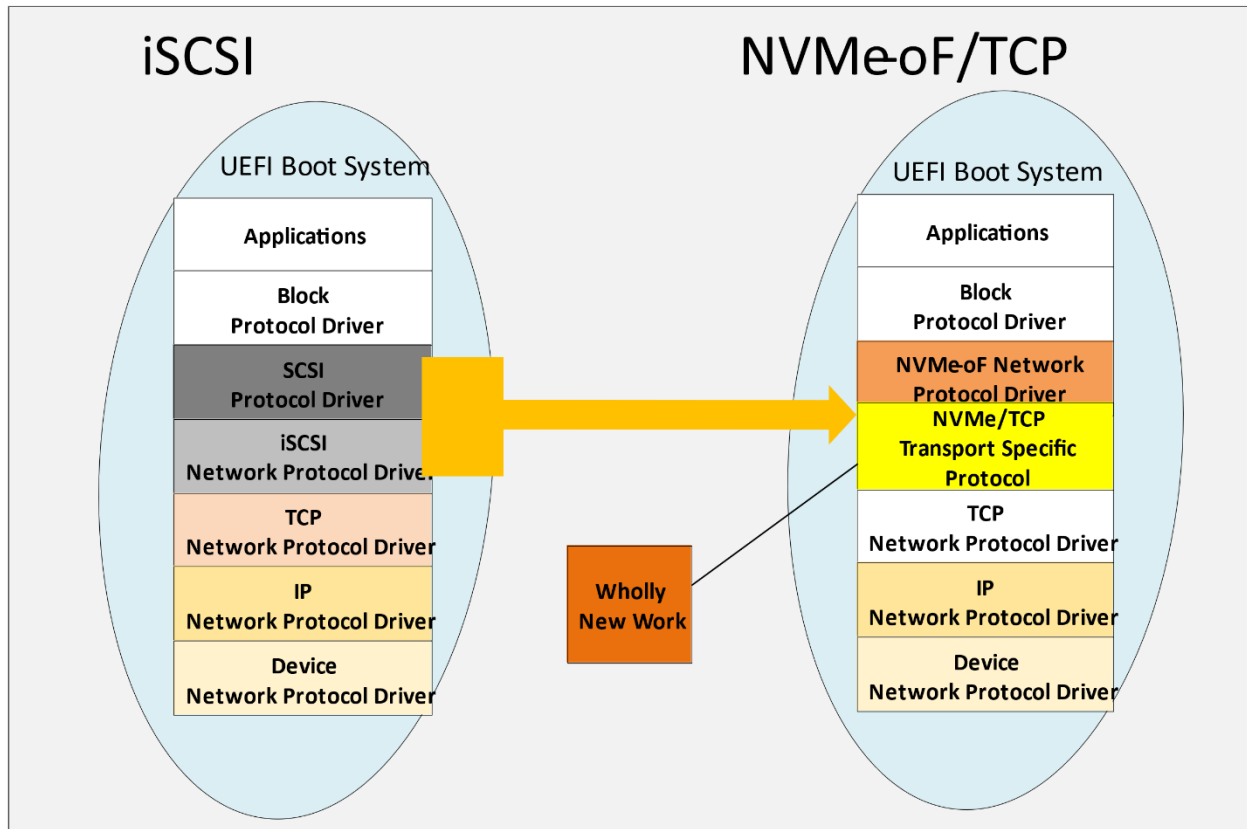 iSCSI
UEFI Boot System
Applications
Block
Protocol Driver
SCSI
Protocol Driver
iSCSI
Network Protocol Driver
TCP
Network Protocol Driver
IP
Network Protocol Driver
Device
Network Protocol Driver
Wholly
New Work
NVMe-oF/TCP
UEFI Boot System
Applications
Block
Protocol Driver
NVMe-oF Network
Protocol Driver
NVMe/TCP
Transport Specific
Protocol
TCP
Network Protocol Driver
IP
Network Protocol Driver
Device
Network Protocol Driver